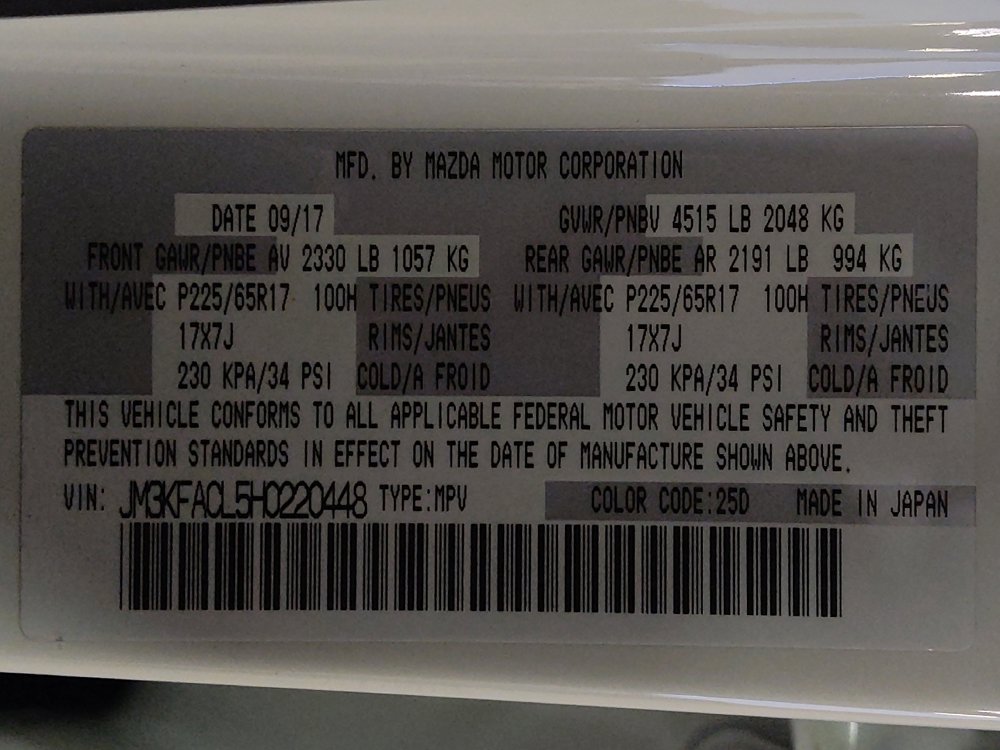 MFD. BY MAZDA MOTOR CORPORATION
DATE 09/17 GVWR/PNBV 4515 LB 2048 KG
FRONT GAWR/PNBE AV 2330 LB 1057 KG REAR GAWR/PNBE AR 2191 LB 994 KG
WITH/AVEC P225/65R17 100H TIRES/PNEUS WITH/AVEC P225/65R17 100H TIRES/PNEUS
17X7J RIMS/JANTES 17X7J RIMS/JANTES
230 KPA/34 PSI COLD/A FROID 230 KPA/34 PSI COLD/A FROID
THIS VEHICLE CONFORMS TO ALL APPLICABLE FEDERAL MOTOR VEHICLE SAFETY AND THEFT
PREVENTION STANDARDS IN EFFECT ON THE DATE OF MANUFACTURE SHOWN ABOVE.
VIN: JM3KFACL5H0220448 TYPE:MPV COLOR CODE:25D MADE IN JAPAN